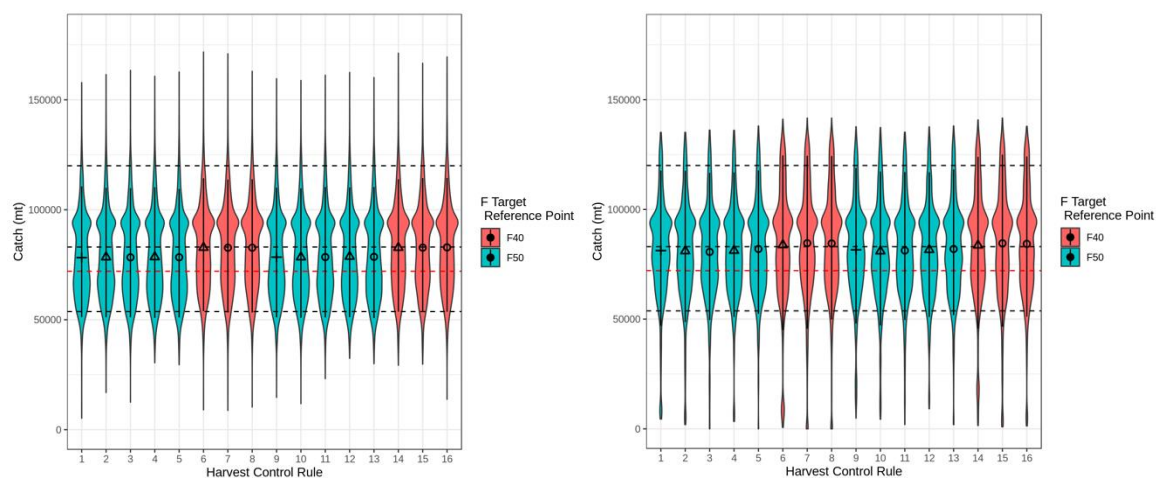 150000
100000
50000
0
Catch (mt)
1 2 3 4 5 6 7 8 9 10 11 12 13 14 15 16
Harvest Control Rule
F Target
Reference Point
F40
F50
150000
100000
50000
0
Catch (mt)
1 2 3 4 5 6 7 8 9 10 11 12 13 14 15 16
Harvest Control Rule
F Target
Reference Point
F40
F50